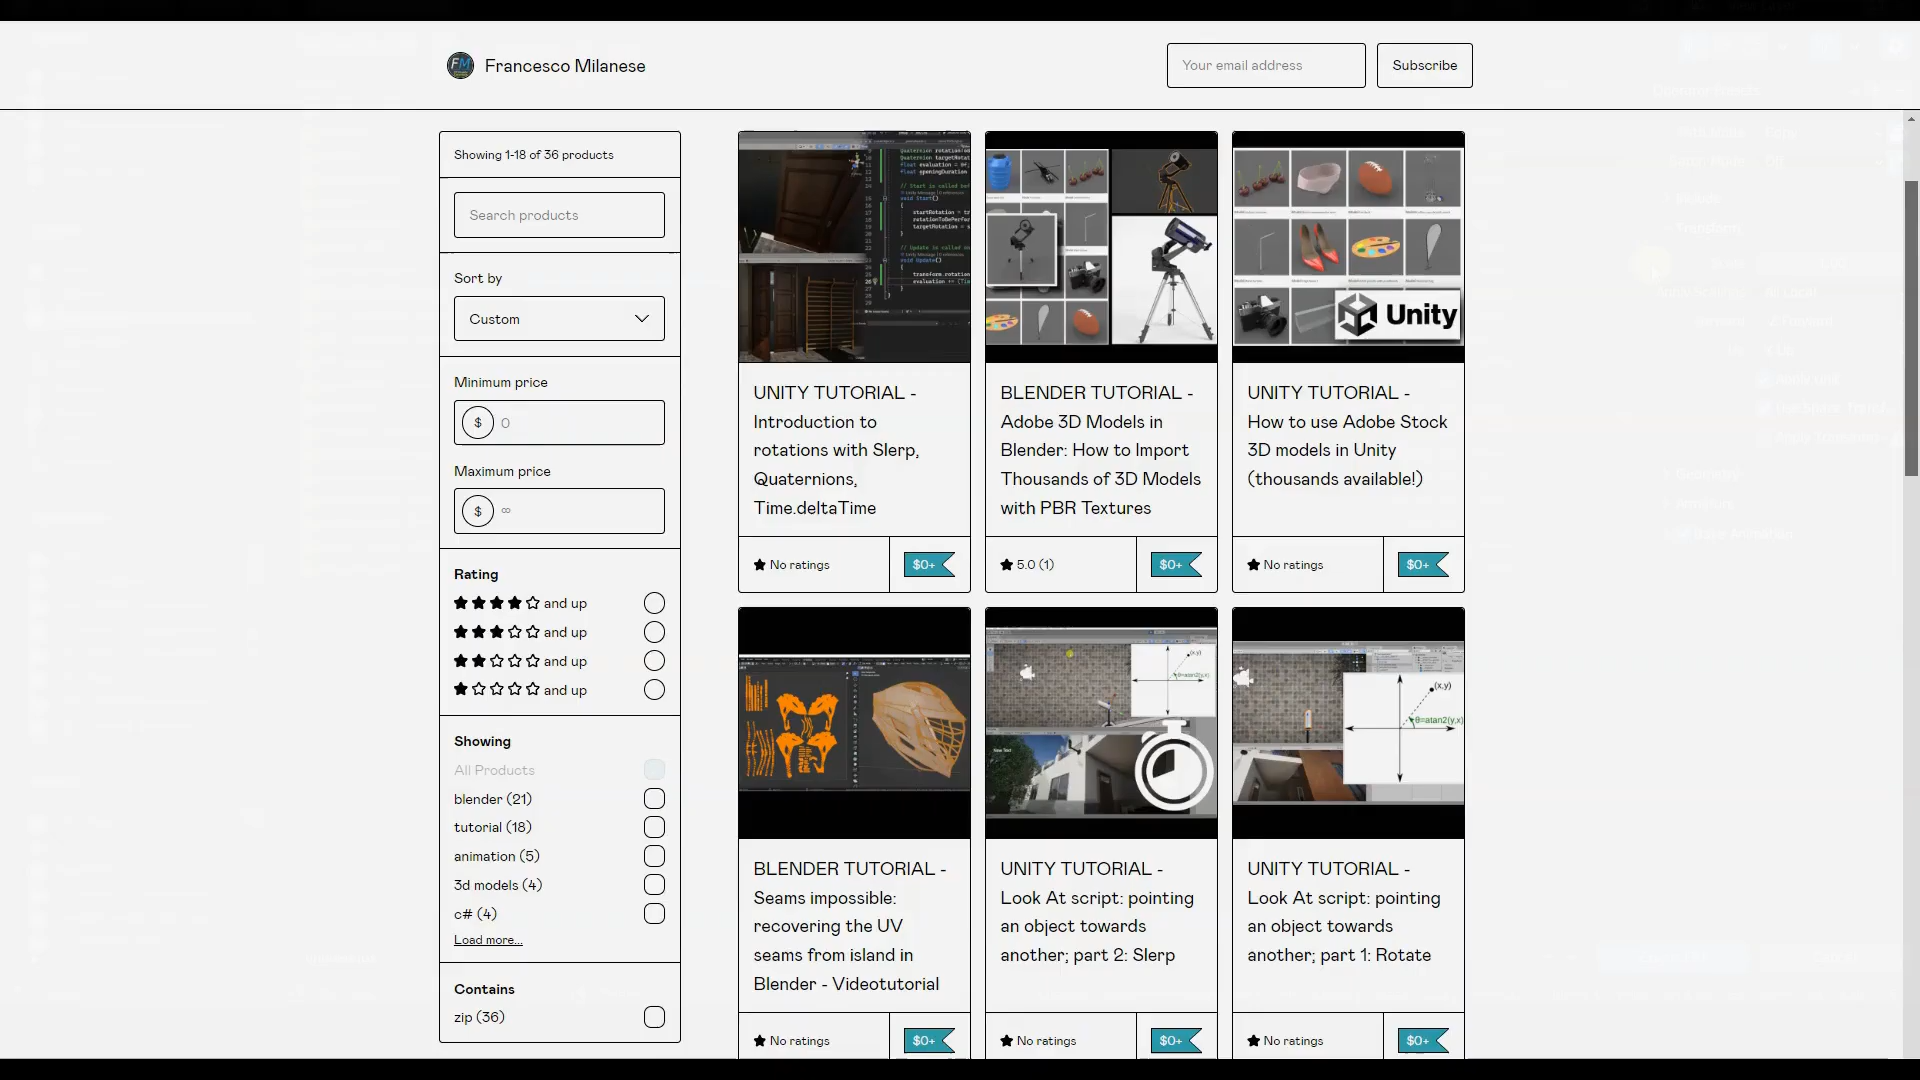 Francesco Milanese
Your email address
Subscribe
Showing 1-18 of 36 products
Search products
Sort by
Custom
Minimum price
$ 0
Maximum price
$ ∞
Rating
and up
and up
and up
and up
Showing
All Products
blender (21)
tutorial (18)
animation (5)
3d models (4)
c# (4)
Load more...
Contains
zip (36)
UNITY TUTORIAL -
Introduction to
rotations with Slerp,
Quaternions,
Time.deltaTime
No ratings
$0+
BLENDER TUTORIAL -
Adobe 3D Models in
Blender: How to Import
Thousands of 3D Models
with PBR Textures
5.0 (1)
$0+
Unity
UNITY TUTORIAL -
How to use Adobe Stock
3D models in Unity
(thousands available!)
No ratings
$0+
BLENDER TUTORIAL -
Seams impossible:
recovering the UV
seams from island in
Blender - Videotutorial
No ratings
$0+
UNITY TUTORIAL -
Look At script: pointing
an object towards
another; part 2: Slerp
No ratings
$0+
(x,y)
θ=atan2(y,x)
UNITY TUTORIAL -
Look At script: pointing
an object towards
another; part 1: Rotate
No ratings
$0+